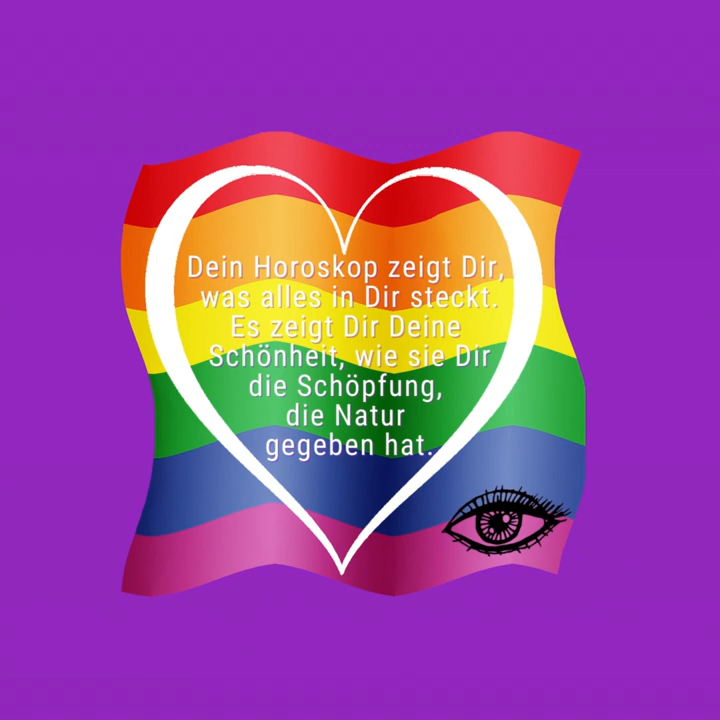 Dein Horoskop zeigt Dir,
was alles in Dir steckt.
Es zeigt Dir Deine
Schönheit, wie sie Dir
die Schöpfung,
die Natur
gegeben hat.